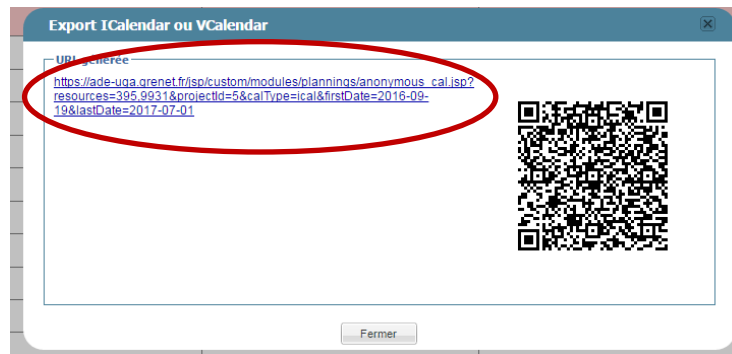 Export ICalendar ou VCalendar
URL générée
https://ade-uga.grenet.fr/jsp/custom/modules/plannings/anonymous_cal.jsp?
resources=395,9931&projectId=5&calType=ical&firstDate=2016-09-
19&lastDate=2017-07-01
Fermer